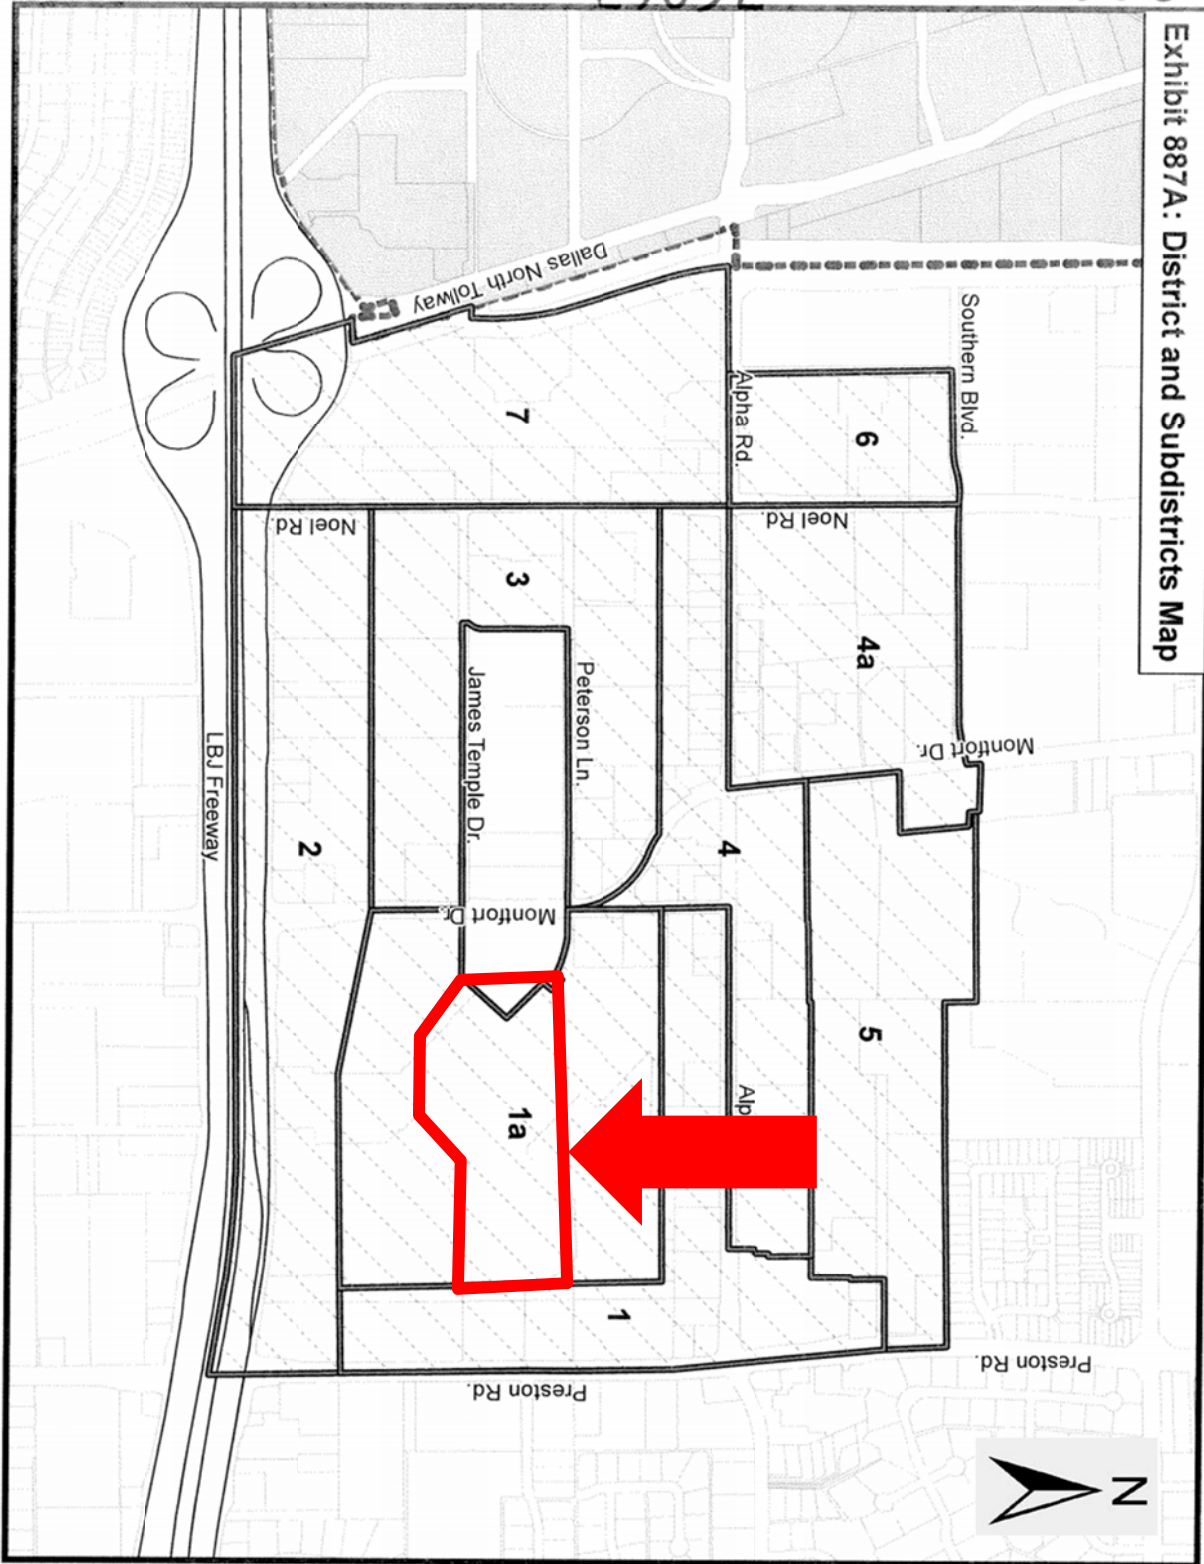 Exhibit 887A: District and Subdistricts Map
N
Southern Blvd.
Montfort Dr.
Preston Rd.
6
4a
5
Alpha Rd.
Noel Rd.
4
Alp
Dallas North Tollway
7
3
Peterson Ln.
James Temple Dr.
Montfort Dr.
1a
1
Noel Rd.
2
Preston Rd.
LBJ Freeway